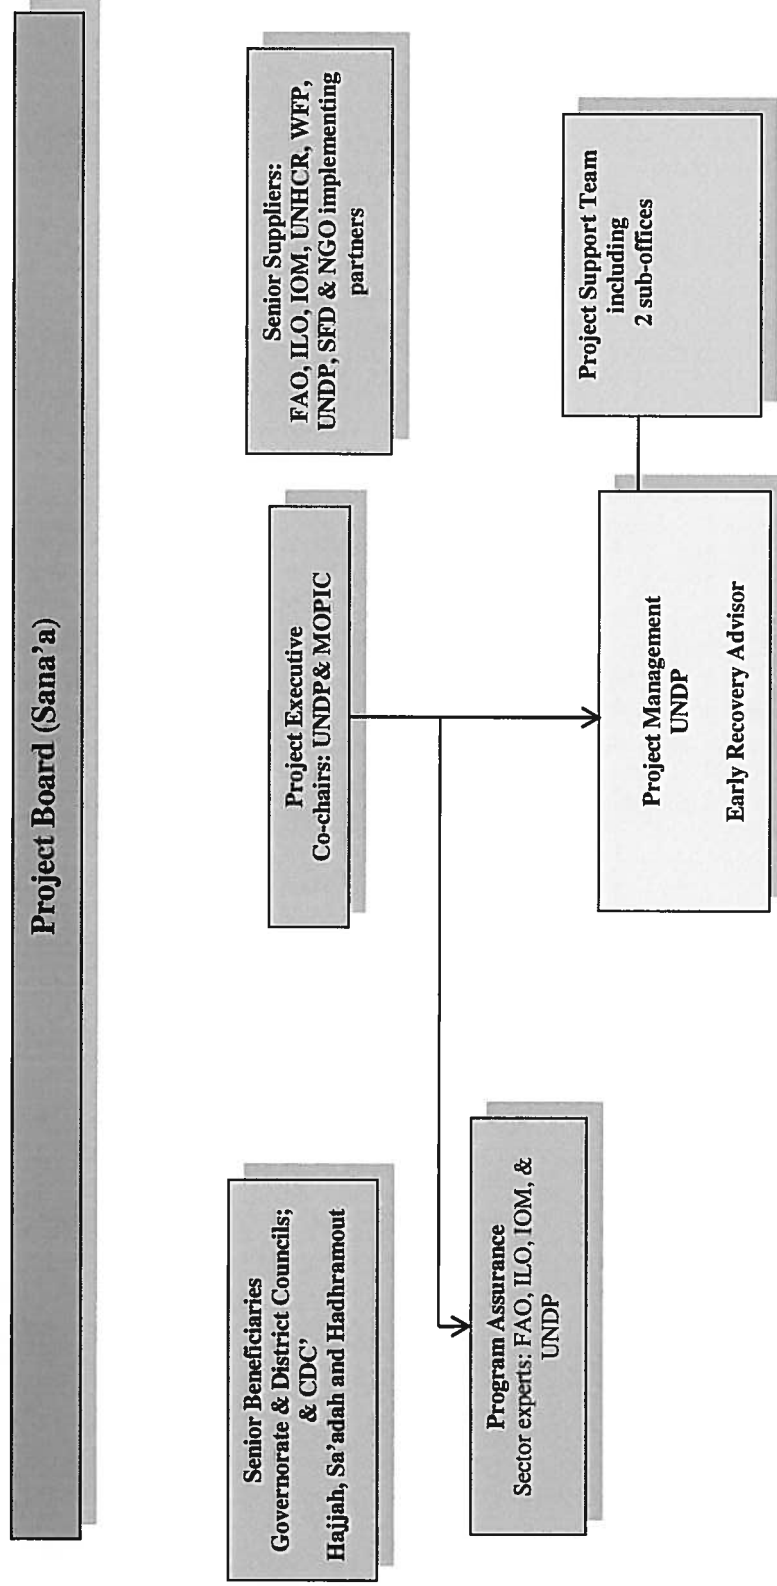 Project Board (Sana’a)
Senior Beneficiaries
Governorate & District Councils;
& CDC’
Hajjah, Sa’adah and Hadhramout
Project Executive
Co-chairs: UNDP& MOPIC
Senior Suppliers:
FAO, ILO, IOM, UNHCR, WFP,
UNDP, SFD & NGO implementing
partners
Program Assurance
Sector experts: FAO, ILO, IOM, &
UNDP
Project Management
UNDP
Early Recovery Advisor
Project Support Team
including
2 sub-offices